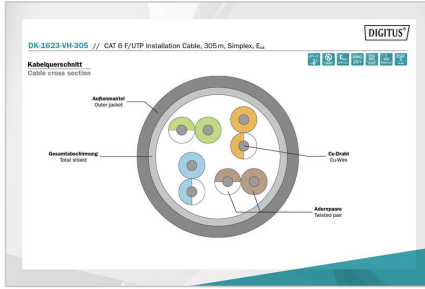 DIGITUS®
DK-1623-VH-305 // CAT 6 F/UTP Installation Cable, 305 m, Simplex, Eca
Kabelquerschnitt
Cable cross section
Außenmantel
Outer jacket
Gesamtabschirmung
Total shield
Cu-Draht
Cu-Wire
Adernpaare
Twisted pair